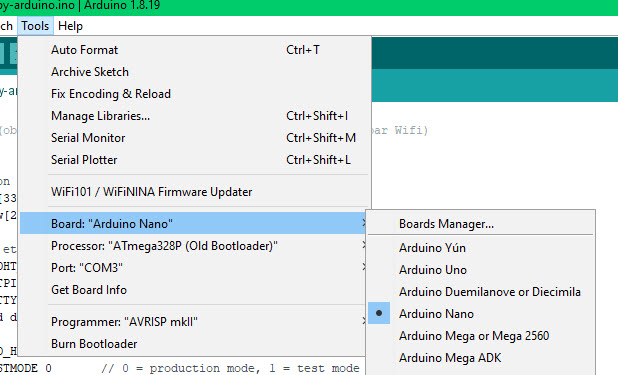 by-arduino.ino | Arduino 1.8.19
ch Tools Help
Auto Format Ctrl+T
Archive Sketch
Fix Encoding & Reload
Manage Libraries... Ctrl+Shift+I
Serial Monitor Ctrl+Shift+M
Serial Plotter Ctrl+Shift+L
WiFi101 / WiFiNINA Firmware Updater
Board: "Arduino Nano"
Processor: "ATmega328P (Old Bootloader)"
Port: "COM3"
Get Board Info
Programmer: "AVRISP mkII"
Burn Bootloader
Boards Manager...
Arduino Yún
Arduino Uno
Arduino Duemilanove or Diecimila
Arduino Nano
Arduino Mega or Mega 2560
Arduino Mega ADK
by-ar
(ob
bar Wifi)
on
[33
w[2
et
DHT
TPI
TTY
d d
D_H
STMODE 0 // 0 = production mode, 1 = test mode